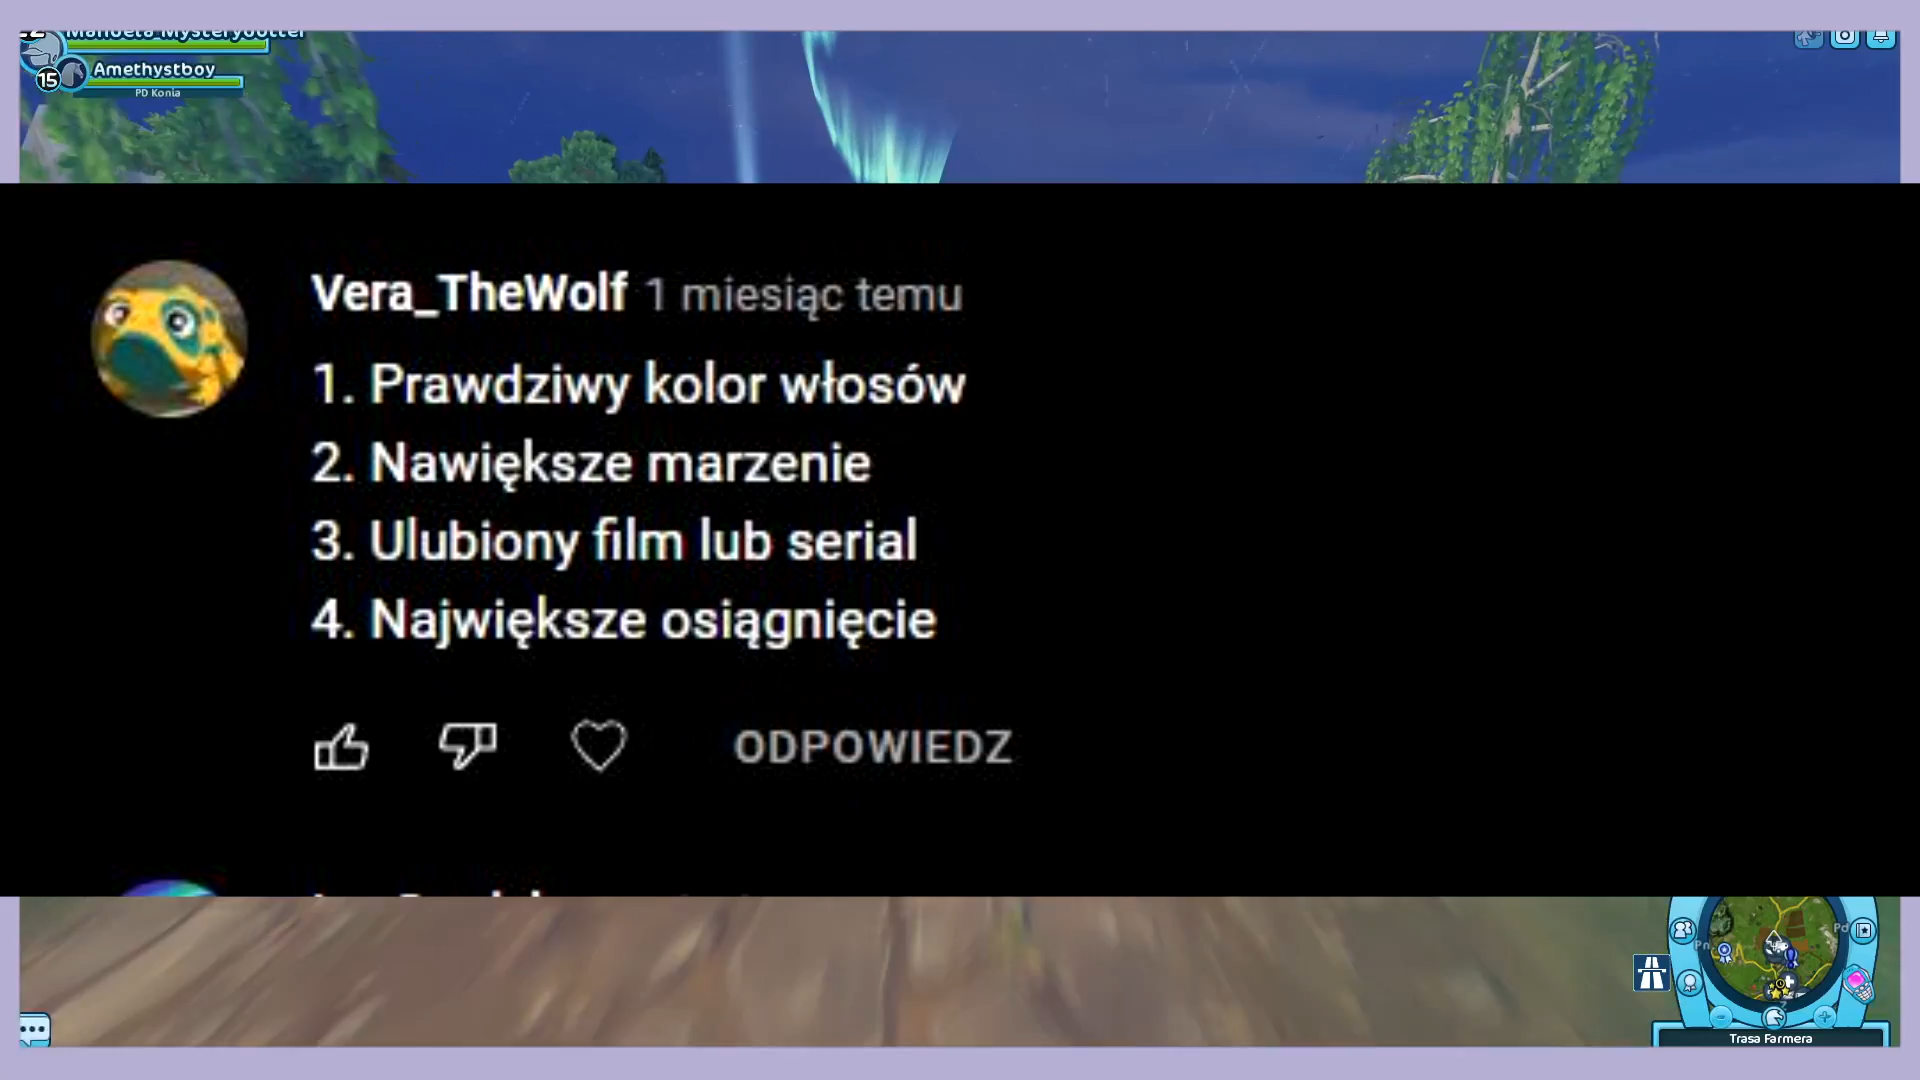 Amethystboy
15
PD Konia
Vera_TheWolf 1 miesiąc temu
1. Prawdziwy kolor włosów
2. Nawiększe marzenie
3. Ulubiony film lub serial
4. Największe osiągnięcie
ODPOWIEDZ
Trasa Farmera